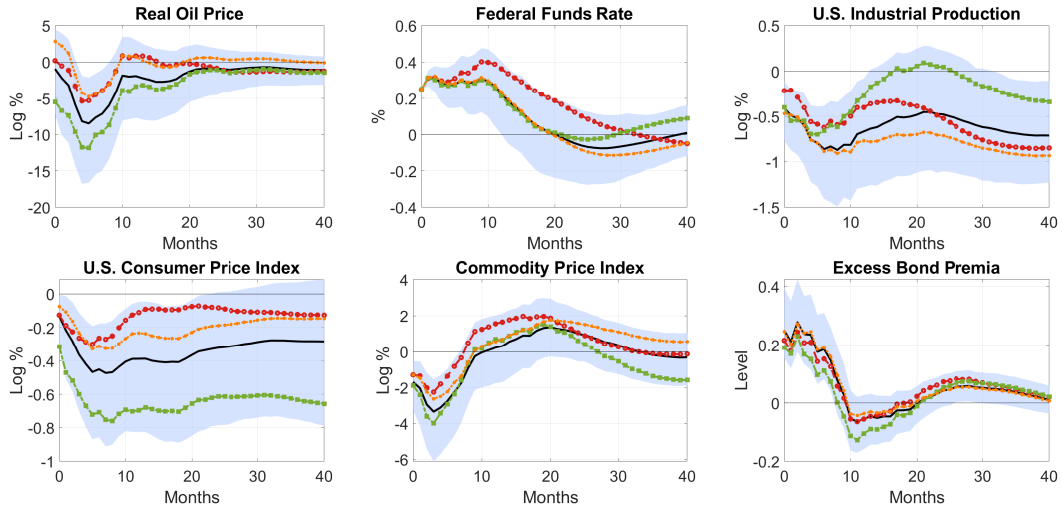 Real Oil Price
Log %
5
0
-5
-10
-15
-20
0 10 20 30 40
Months
Federal Funds Rate
%
0.6
0.4
0.2
0
-0.2
-0.4
0 10 20 30 40
Months
U.S. Industrial Production
Log %
0.5
0
-0.5
-1
-1.5
0 10 20 30 40
Months
U.S. Consumer Price Index
Log %
0
-0.2
-0.4
-0.6
-0.8
-1
0 10 20 30 40
Months
Commodity Price Index
Log %
4
2
0
-2
-4
-6
0 10 20 30 40
Months
Excess Bond Premia
Level
0.4
0.2
0
-0.2
0 10 20 30 40
Months